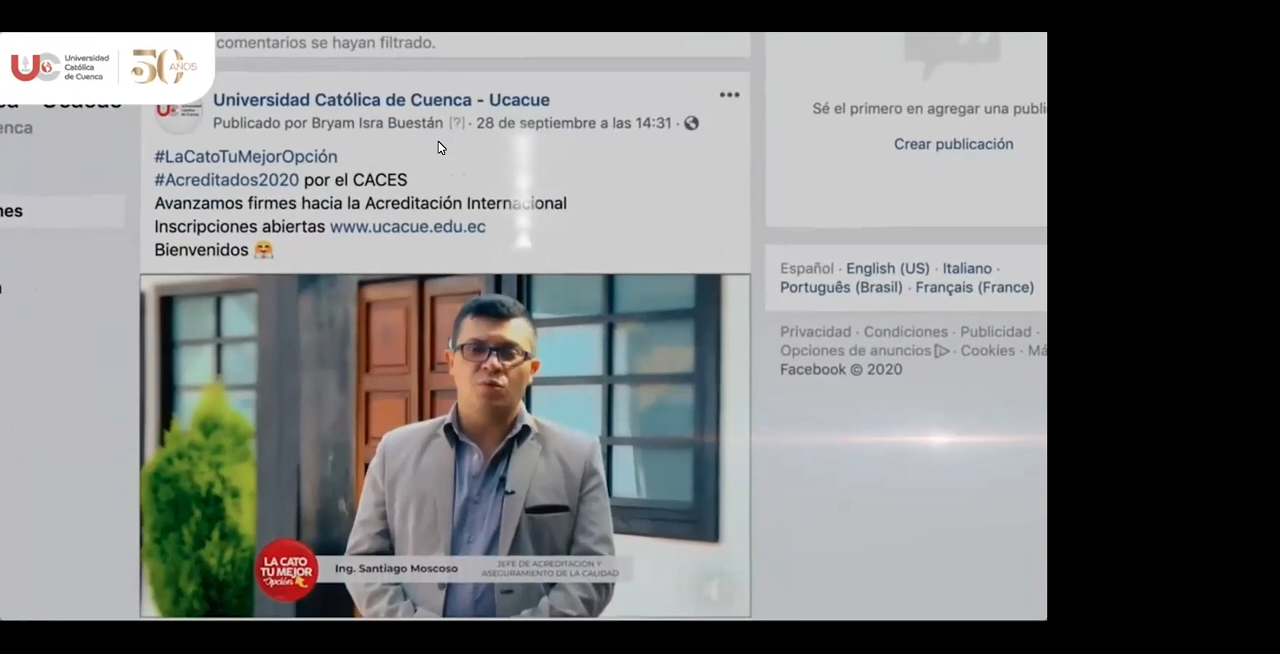 comentarios se hayan filtrado.
UC
Universidad
Católica
de Cuenca
50 AÑOS
enca
Universidad Católica de Cuenca - Ucacue
Publicado por Bryam Isra Buestán [?] · 28 de septiembre a las 14:31 ·
#LaCatoTuMejorOpción
#Acreditados2020 por el CACES
Avanzamos firmes hacia la Acreditación Internacional
Inscripciones abiertas www.ucacue.edu.ec
Bienvenidos 🤗
nes
LA CATO
TU MEJOR
Opción
Ing. Santiago Moscoso
JEFE DE ACREDITACIÓN Y
ASEGURAMIENTO DE LA CALIDAD
Sé el primero en agregar una publi
Crear publicación
Español · English (US) · Italiano ·
Português (Brasil) · Français (France)
Privacidad · Condiciones · Publicidad ·
Opciones de anuncios · Cookies · Má
Facebook © 2020